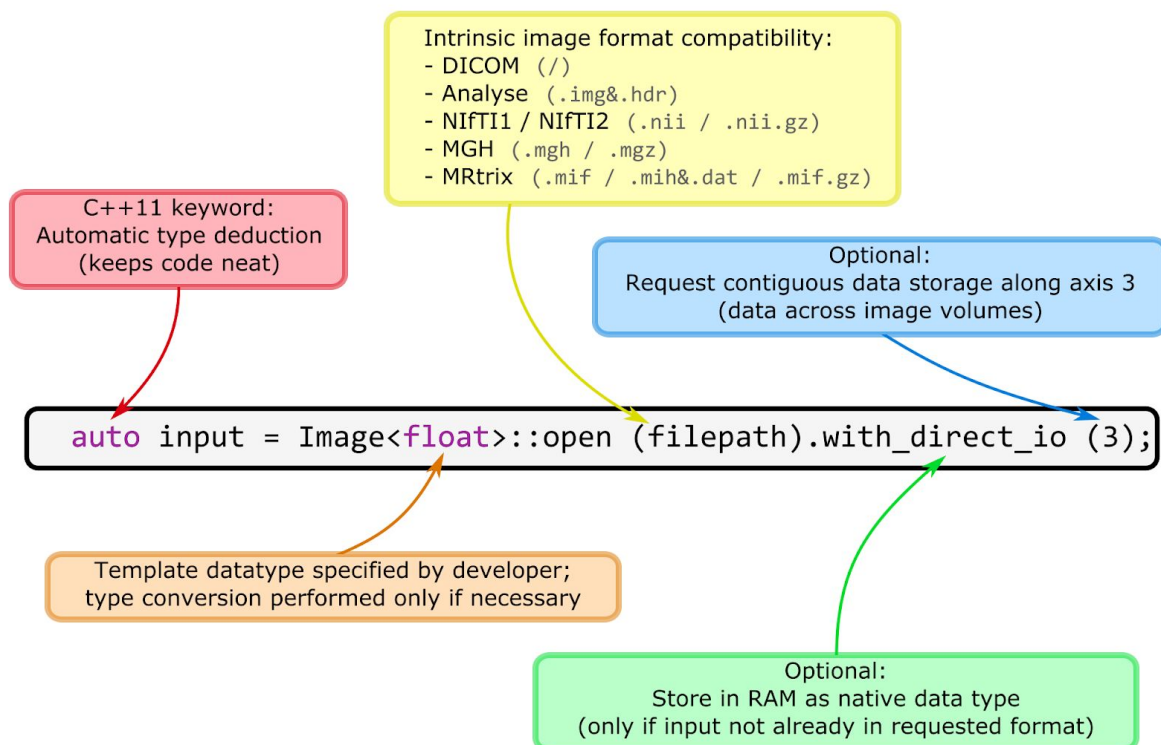 Intrinsic image format compatibility:
- DICOM (/)
- Analyse (.img&.hdr)
- NIfTI1 / NIfTI2 (.nii / .nii.gz)
- MGH (.mgh / .mgz)
- MRtrix (.mif / .mih&.dat / .mif.gz)
C++11 keyword:
Automatic type deduction
(keeps code neat)
Optional:
Request contiguous data storage along axis 3
(data across image volumes)
auto input = Image<float>::open (filepath).with_direct_io (3);
Template datatype specified by developer;
type conversion performed only if necessary
Optional:
Store in RAM as native data type
(only if input not already in requested format)